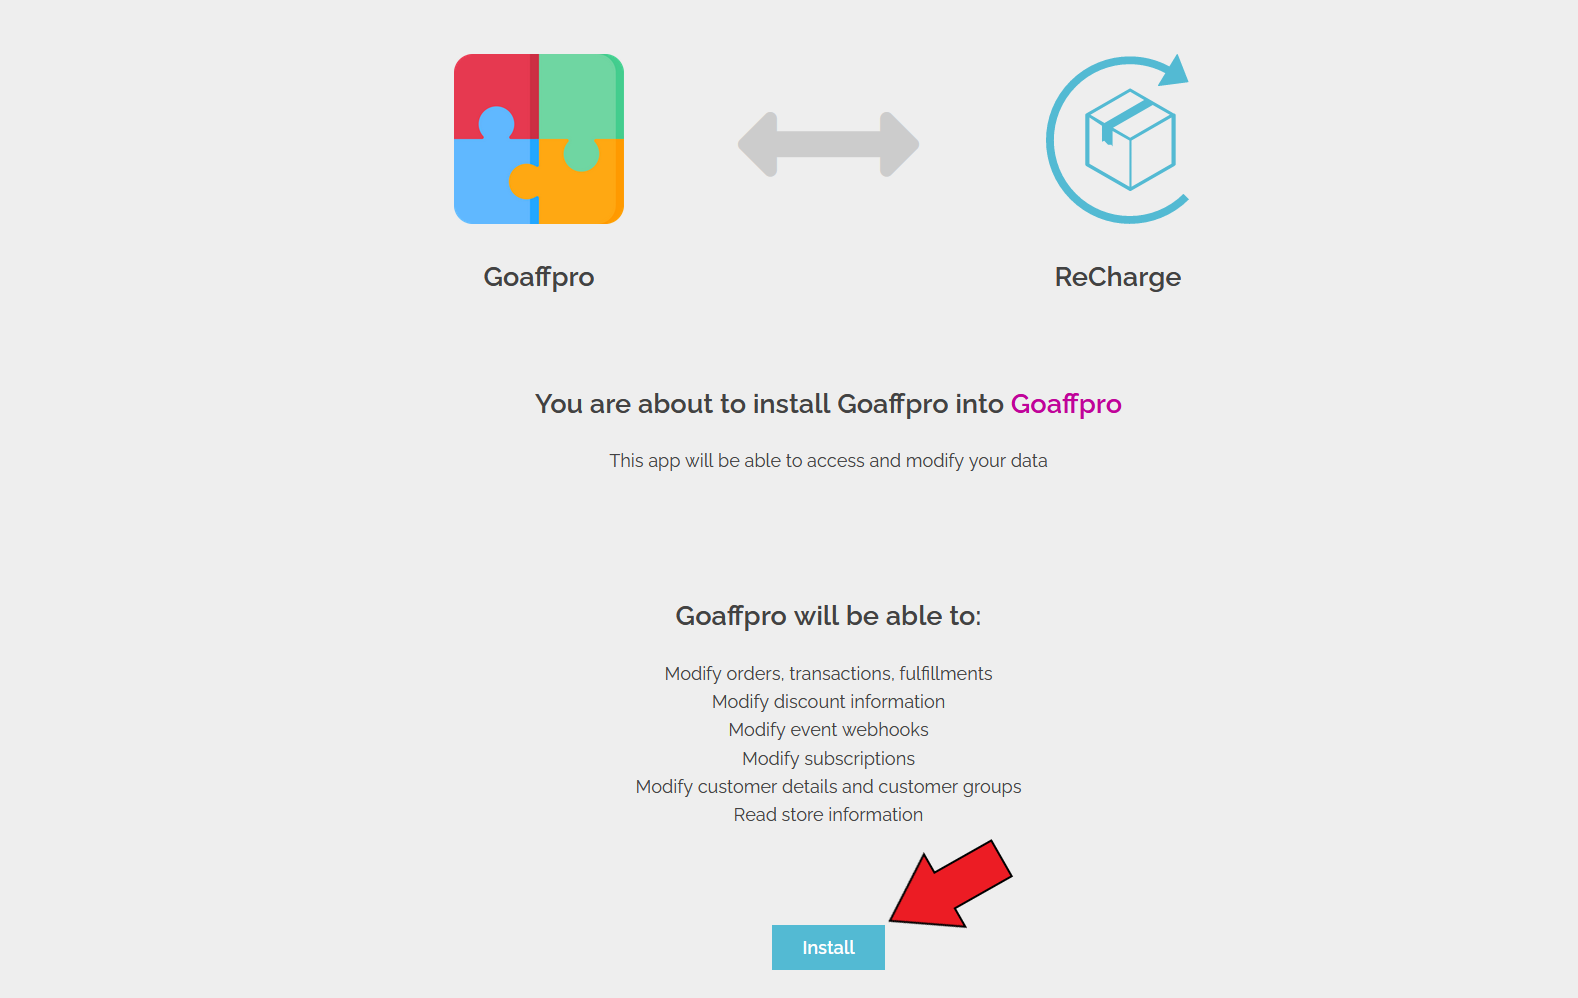 Goaffpro
ReCharge
You are about to install Goaffpro into Goaffpro
This app will be able to access and modify your data
Goaffpro will be able to:
Modify orders, transactions, fulfillments
Modify discount information
Modify event webhooks
Modify subscriptions
Modify customer details and customer groups
Read store information
Install